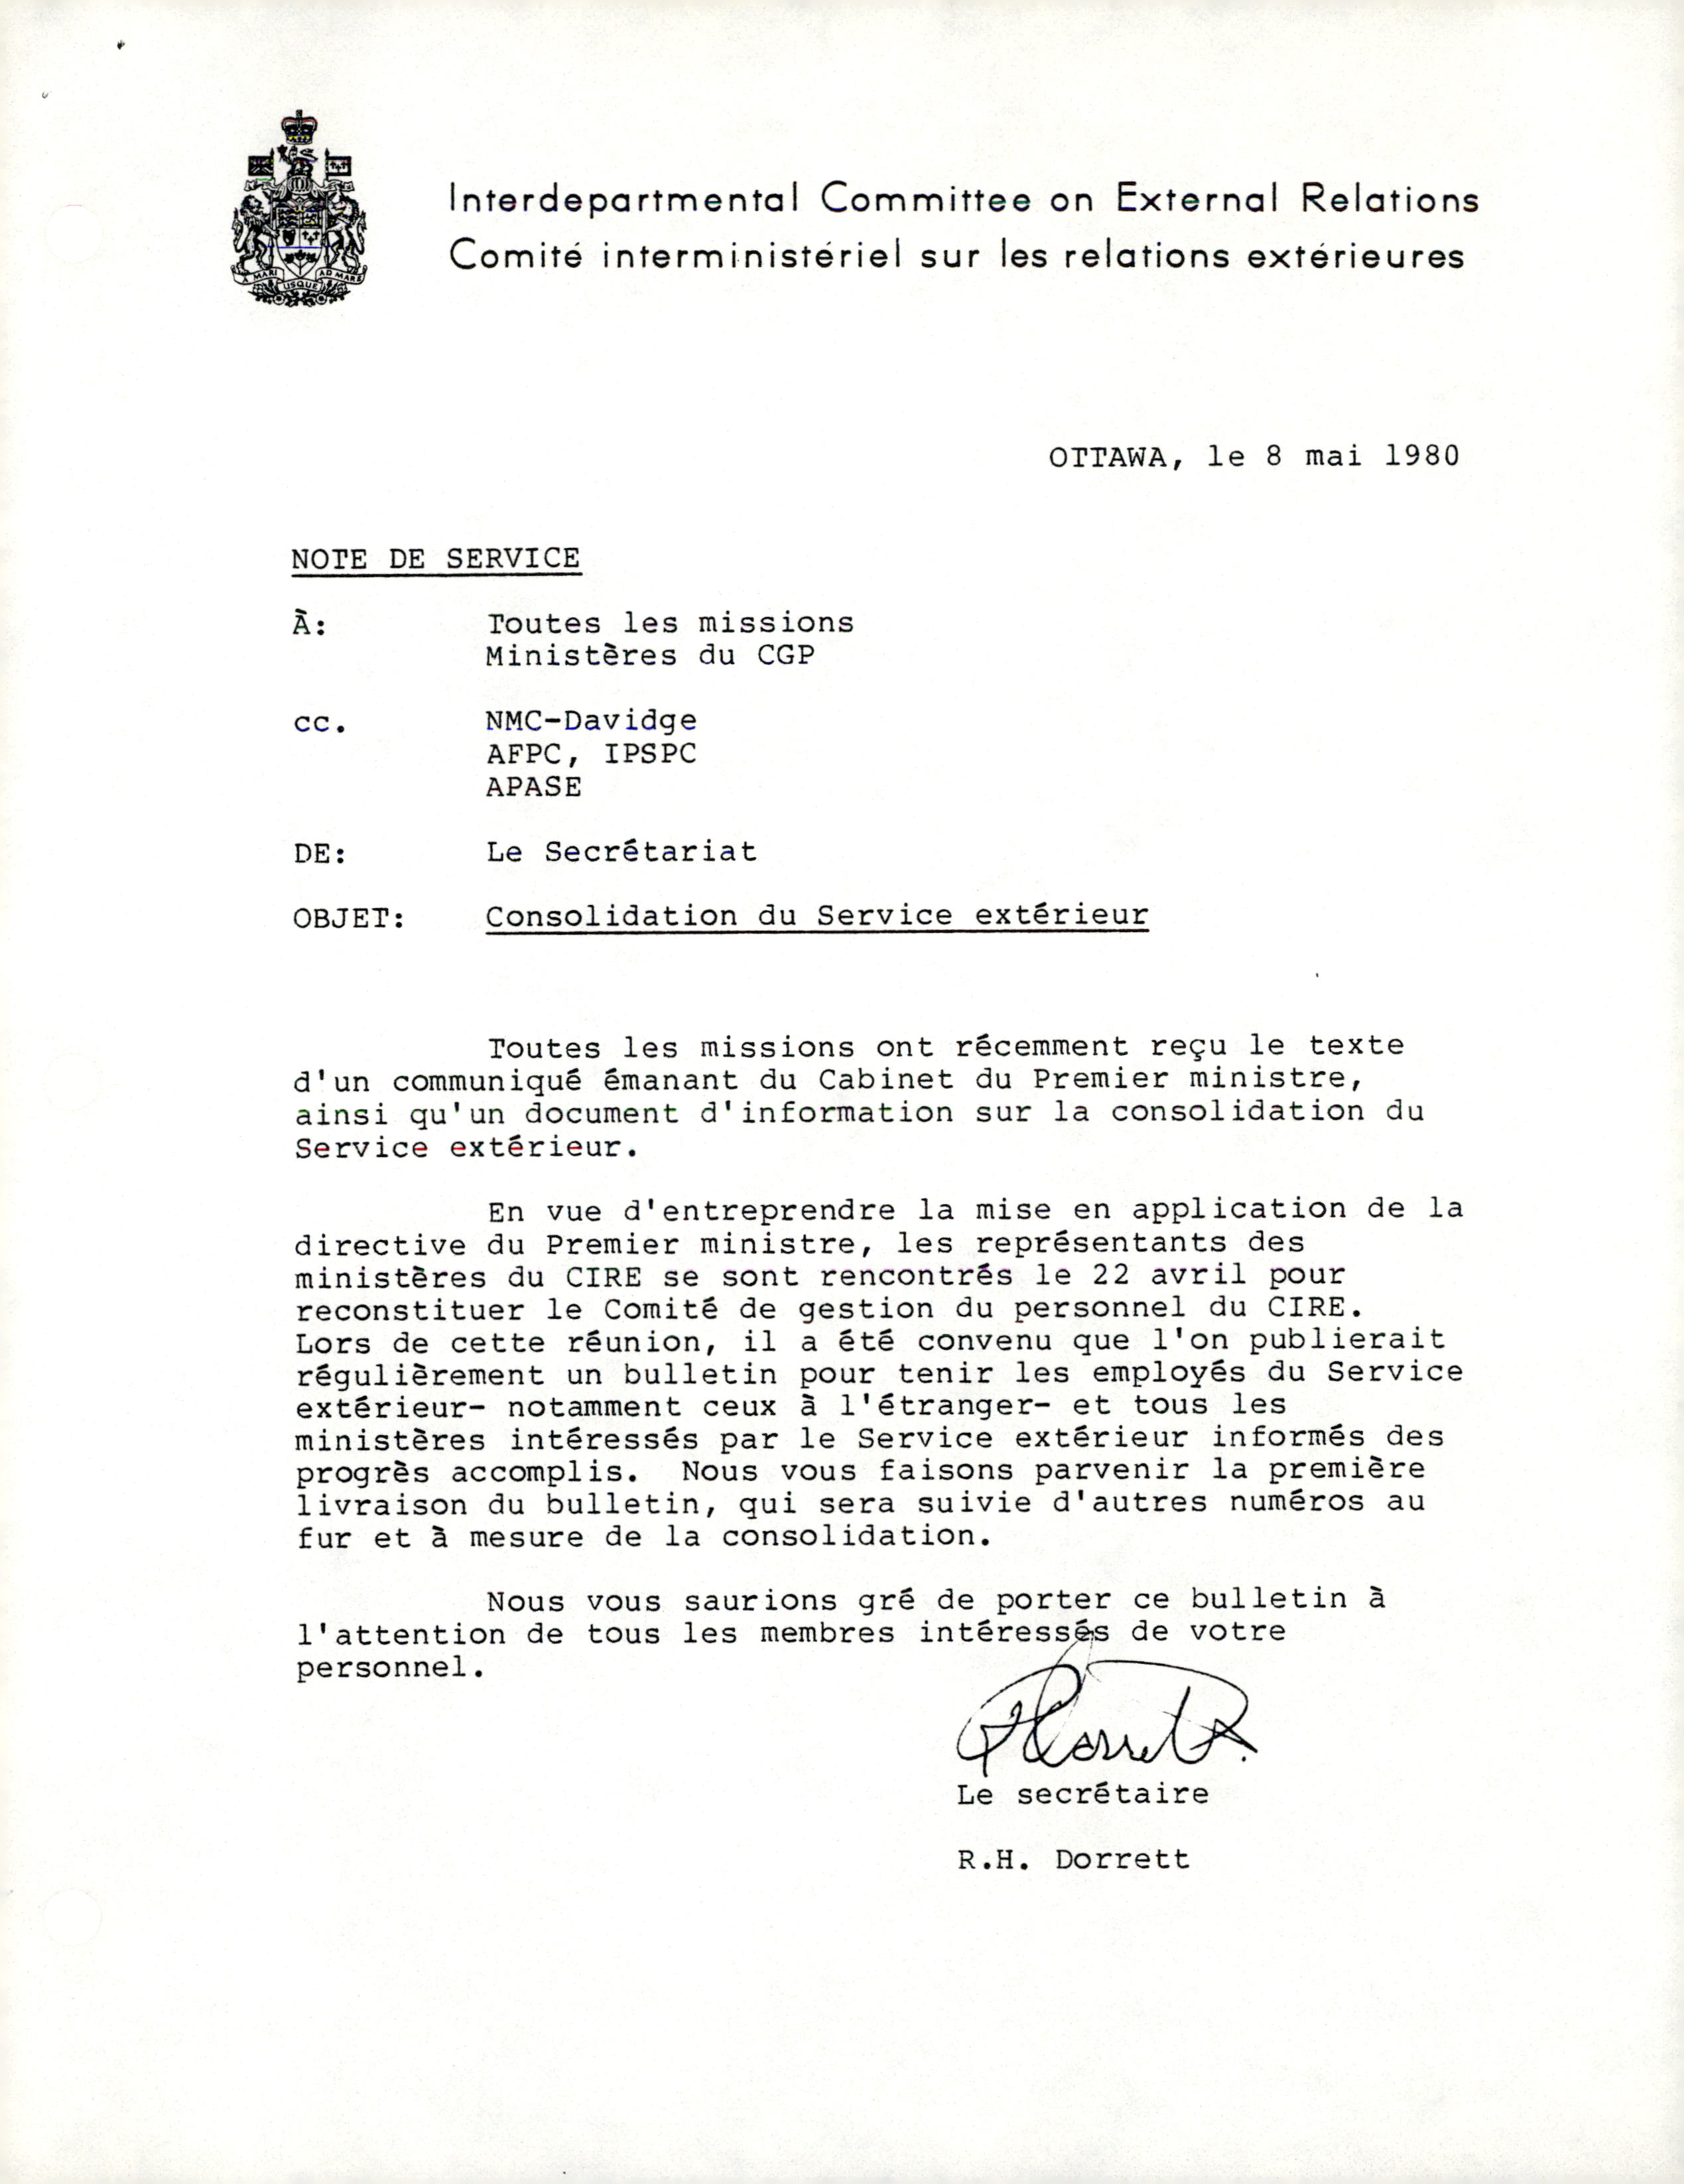 Interdepartmental Committee on External Relations
Comité interministériel sur les relations extérieures
A MARI USQUE AD MARE
OTTAWA, le 8 mai 1980
NOTE DE SERVICE
À: Toutes les missions
Ministères du CGP
cc. NMC-Davidge
AFPC, IPSPC
APASE
DE: Le Secrétariat
OBJET: Consolidation du Service extérieur
Toutes les missions ont récemment reçu le texte
d'un communiqué émanant du Cabinet du Premier ministre,
ainsi qu'un document d'information sur la consolidation du
Service extérieur.
En vue d'entreprendre la mise en application de la
directive du Premier ministre, les représentants des
ministères du CIRE se sont rencontrés le 22 avril pour
reconstituer le Comité de gestion du personnel du CIRE.
Lors de cette réunion, il a été convenu que l'on publierait
régulièrement un bulletin pour tenir les employés du Service
extérieur- notamment ceux à l'étranger- et tous les
ministères intéressés par le Service extérieur informés des
progrès accomplis. Nous vous faisons parvenir la première
livraison du bulletin, qui sera suivie d'autres numéros au
fur et à mesure de la consolidation.
Nous vous saurions gré de porter ce bulletin à
l'attention de tous les membres intéressés de votre
personnel.
Le secrétaire
R.H. Dorrett